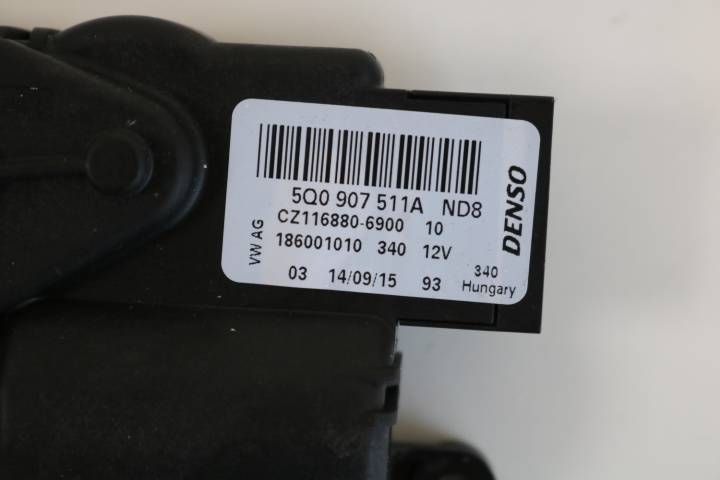 5Q0 907 511A ND8
CZ116880-6900 10
186001010 340 12V
03 14/09/15 93
340
Hungary
VW AG
DENSO